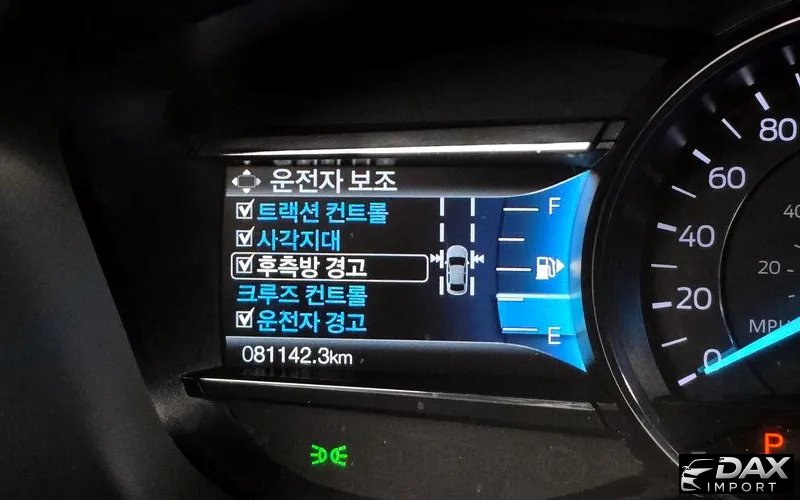 운전자 보조
트랙션 컨트롤
사각지대
후측방 경고
크루즈 컨트롤
운전자 경고
081142.3km
F
E
80
60
40
20
0
40
20
MPH
P
DAX
IMPORT